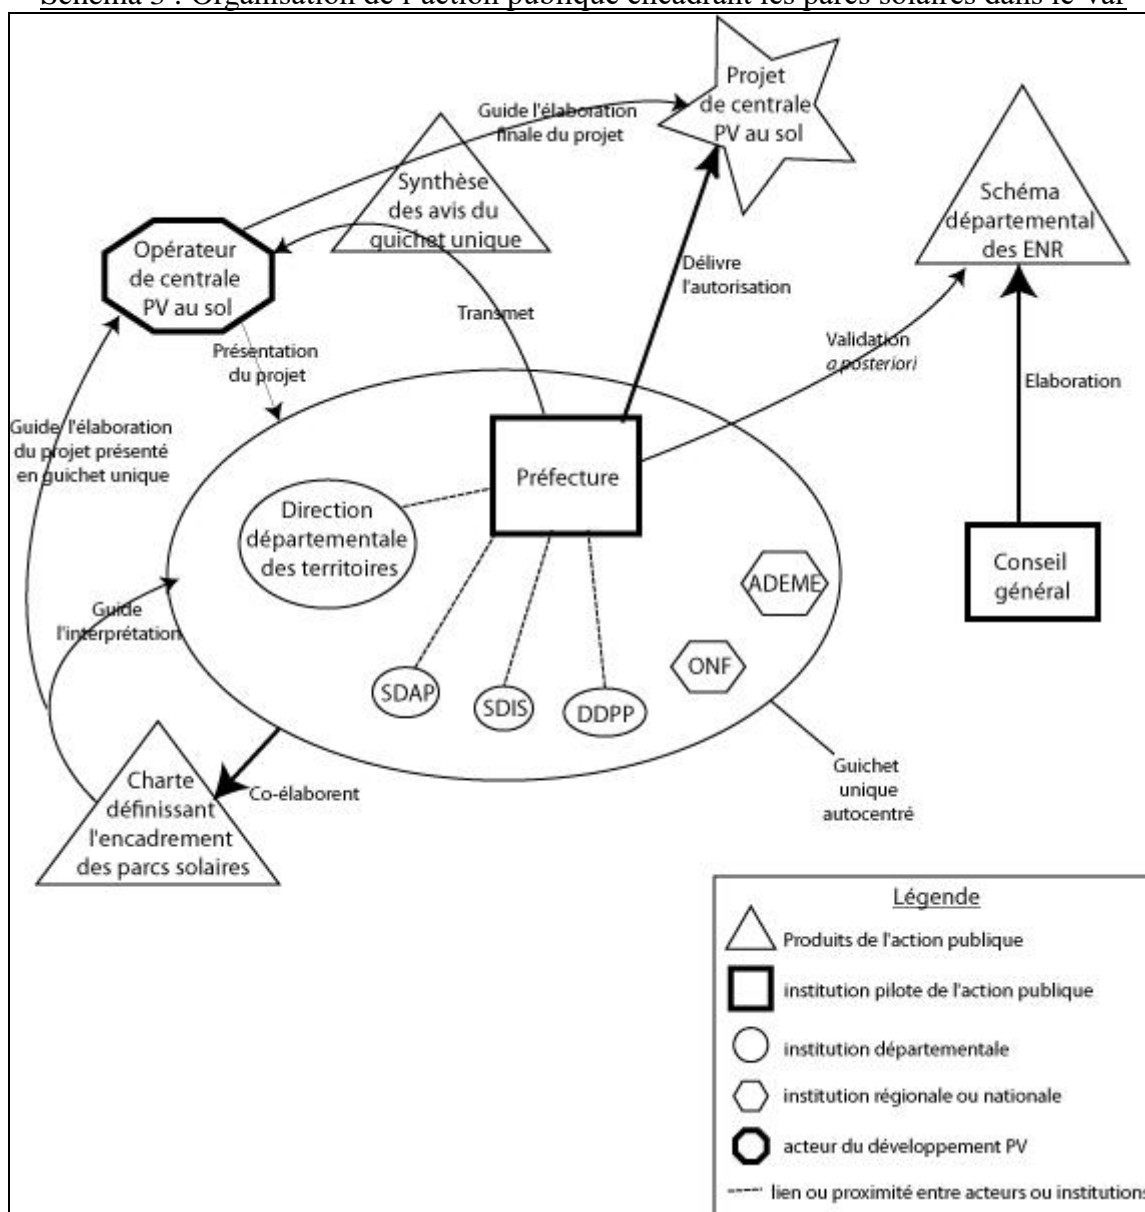 Schéma 3 : Organisation de l'action publique encadrant les parcs solaires dans le Var
Projet
de centrale
PV au sol
Guide l'élaboration
finale du projet
Synthèse
des avis du
guichet unique
Schéma
départemental
des ENR
Opérateur
de centrale
PV au sol
Délivre
l'autorisation
Transmet
Validation
a posteriori
Elaboration
Présentation
du projet
Guide l'élaboration
du projet présenté
en guichet unique
Préfecture
Direction
départementale
des territoires
ADEME
Conseil
général
Guide
l'interprétation
ONF
SDAP
SDIS
DDPP
Guichet
unique
autocentré
Co-élaborent
Charte
définissant
l'encadrement
des parcs solaires
Légende
Produits de l'action publique
institution pilote de l'action publique
institution départementale
institution régionale ou nationale
acteur du développement PV
lien ou proximité entre acteurs ou institutions